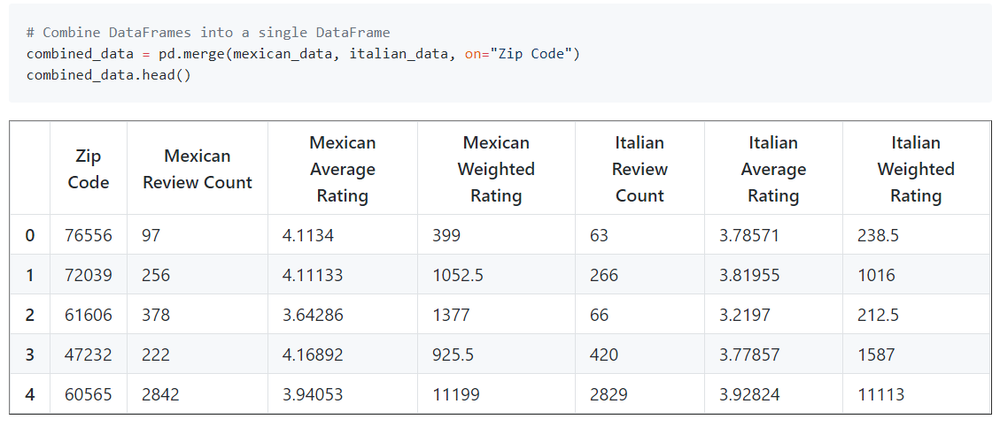 # Combine DataFrames into a single DataFrame
combined_data = pd.merge(mexican_data, italian_data, on="Zip Code")
combined_data.head()
Zip Code Mexican Review Count Mexican Average Rating Mexican Weighted Rating Italian Review Count Italian Average Rating Italian Weighted Rating
0 76556 97 4.1134 399 63 3.78571 238.5
1 72039 256 4.11133 1052.5 266 3.81955 1016
2 61606 378 3.64286 1377 66 3.2197 212.5
3 47232 222 4.16892 925.5 420 3.77857 1587
4 60565 2842 3.94053 11199 2829 3.92824 11113